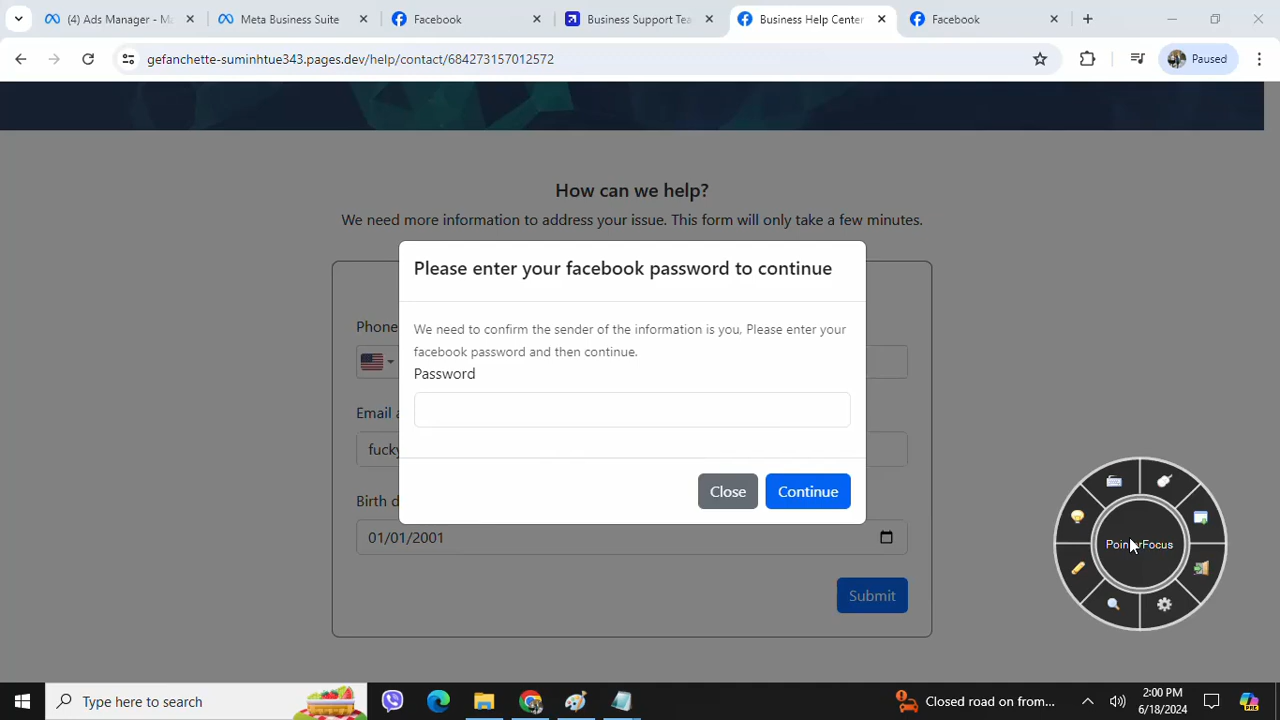 (4) Ads Manager - M
Meta Business Suite
Facebook
Business Support Te
Business Help Center
Facebook
gefanchette-suminhtue343.pages.dev/help/contact/684273157012572
Paused
How can we help?
We need more information to address your issue. This form will only take a few minutes.
Please enter your facebook password to continue
We need to confirm the sender of the information is you, Please enter your
facebook password and then continue.
Password
Close
Continue
Phone
Email a
fucky
Birth d
01/01/2001
Submit
PointerFocus
Type here to search
Closed road on from...
2:00 PM
6/18/2024